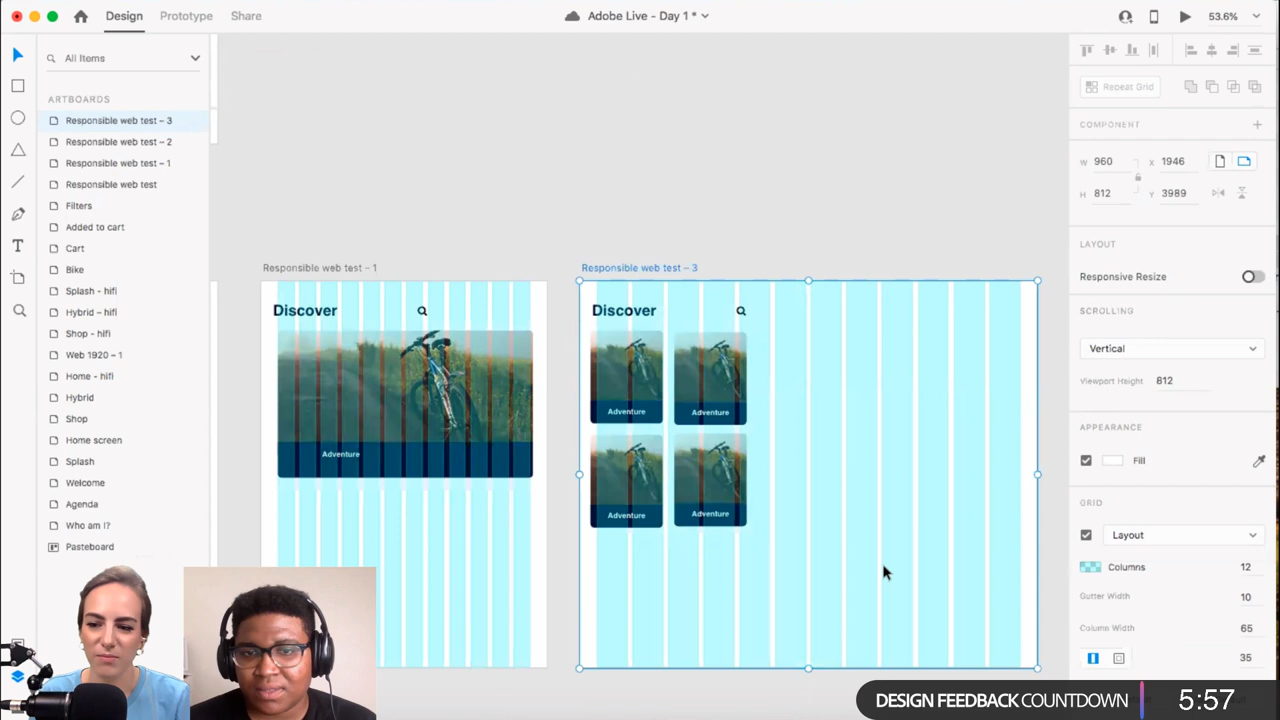 Design
Prototype
Share
Adobe Live - Day 1 *
53.6%
All Items
ARTBOARDS
Responsible web test – 3
Responsible web test – 2
Responsible web test – 1
Responsible web test
Filters
Added to cart
Cart
Bike
Splash - hifi
Hybrid – hifi
Shop - hifi
Web 1920 – 1
Home - hifi
Hybrid
Shop
Home screen
Splash
Welcome
Agenda
Who am I?
Pasteboard
T
Responsible web test – 1
Discover
Adventure
Responsible web test – 3
Discover
Adventure
Adventure
Adventure
Adventure
Repeat Grid
COMPONENT
W 960 X 1946
H 812 Y 3989
LAYOUT
Responsive Resize
SCROLLING
Vertical
Viewport Height 812
APPEARANCE
Fill
GRID
Layout
Columns 12
Gutter Width 10
Column Width 65
35
DESIGN FEEDBACK COUNTDOWN 5:57